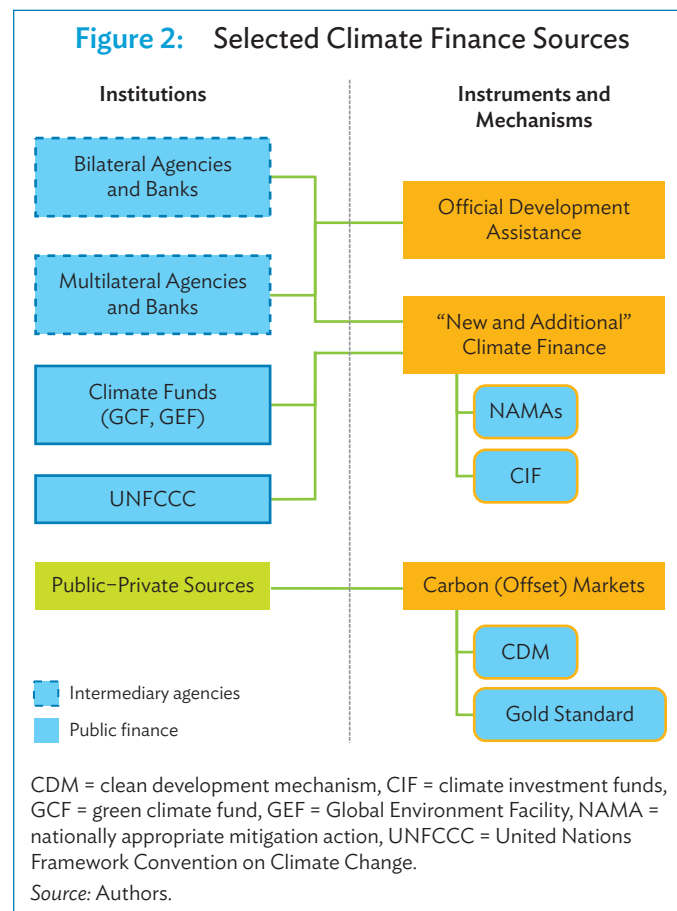 Figure 2: Selected Climate Finance Sources
Institutions
Instruments and
Mechanisms
Bilateral Agencies
and Banks
Multilateral Agencies
and Banks
Climate Funds
(GCF, GEF)
UNFCCC
Public–Private Sources
Official Development
Assistance
“New and Additional”
Climate Finance
NAMAs
CIF
Carbon (Offset) Markets
CDM
Gold Standard
Intermediary agencies
Public finance
CDM = clean development mechanism, CIF = climate investment funds,
GCF = green climate fund, GEF = Global Environment Facility, NAMA =
nationally appropriate mitigation action, UNFCCC = United Nations
Framework Convention on Climate Change.
Source: Authors.